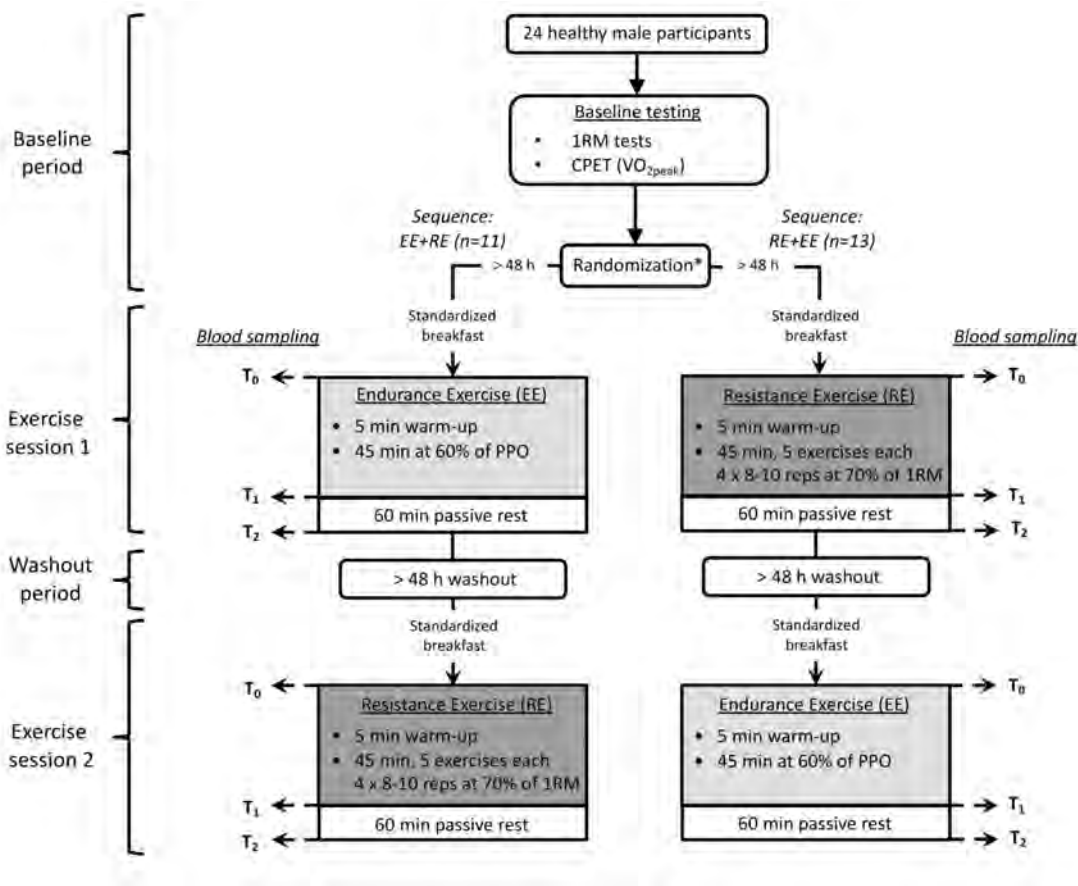 24 healthy male participants
Baseline testing
• 1RM tests
• CPET (VO2peak)
Baseline
period
Sequence:
EE+RE (n=11)
Sequence:
RE+EE (n=13)
> 48 h
Randomization*
> 48 h
Standardized
breakfast
Standardized
breakfast
Blood sampling
Blood sampling
Exercise
session 1
T0
T1
T2
Endurance Exercise (EE)
• 5 min warm-up
• 45 min at 60% of PPO
60 min passive rest
Resistance Exercise (RE)
• 5 min warm-up
• 45 min, 5 exercises each
4 x 8-10 reps at 70% of 1RM
60 min passive rest
T0
T1
T2
Washout
period
> 48 h washout
> 48 h washout
Standardized
breakfast
Standardized
breakfast
Exercise
session 2
T0
T1
T2
Resistance Exercise (RE)
• 5 min warm-up
• 45 min, 5 exercises each
4 x 8-10 reps at 70% of 1RM
60 min passive rest
Endurance Exercise (EE)
• 5 min warm-up
• 45 min at 60% of PPO
60 min passive rest
T0
T1
T2